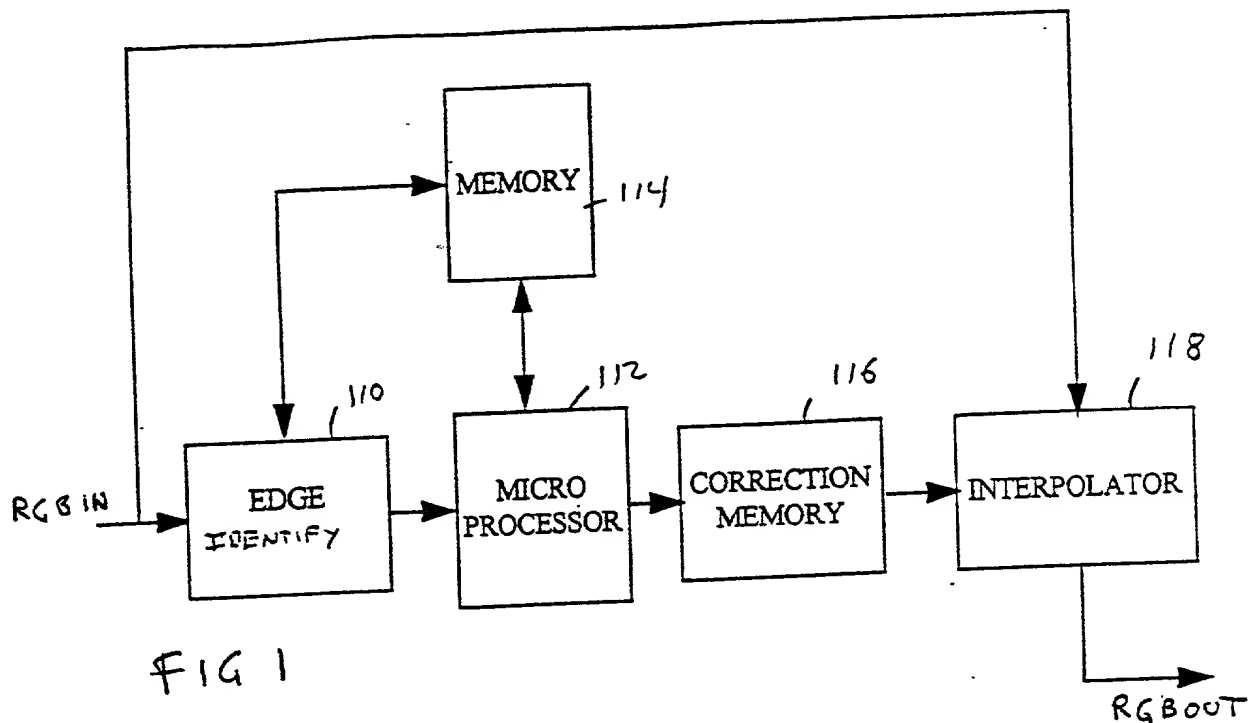 MEMORY
114
110
112
116
118
RGB IN
EDGE
IDENTIFY
MICRO
PROCESSOR
CORRECTION
MEMORY
INTERPOLATOR
FIG 1
RGBOUT